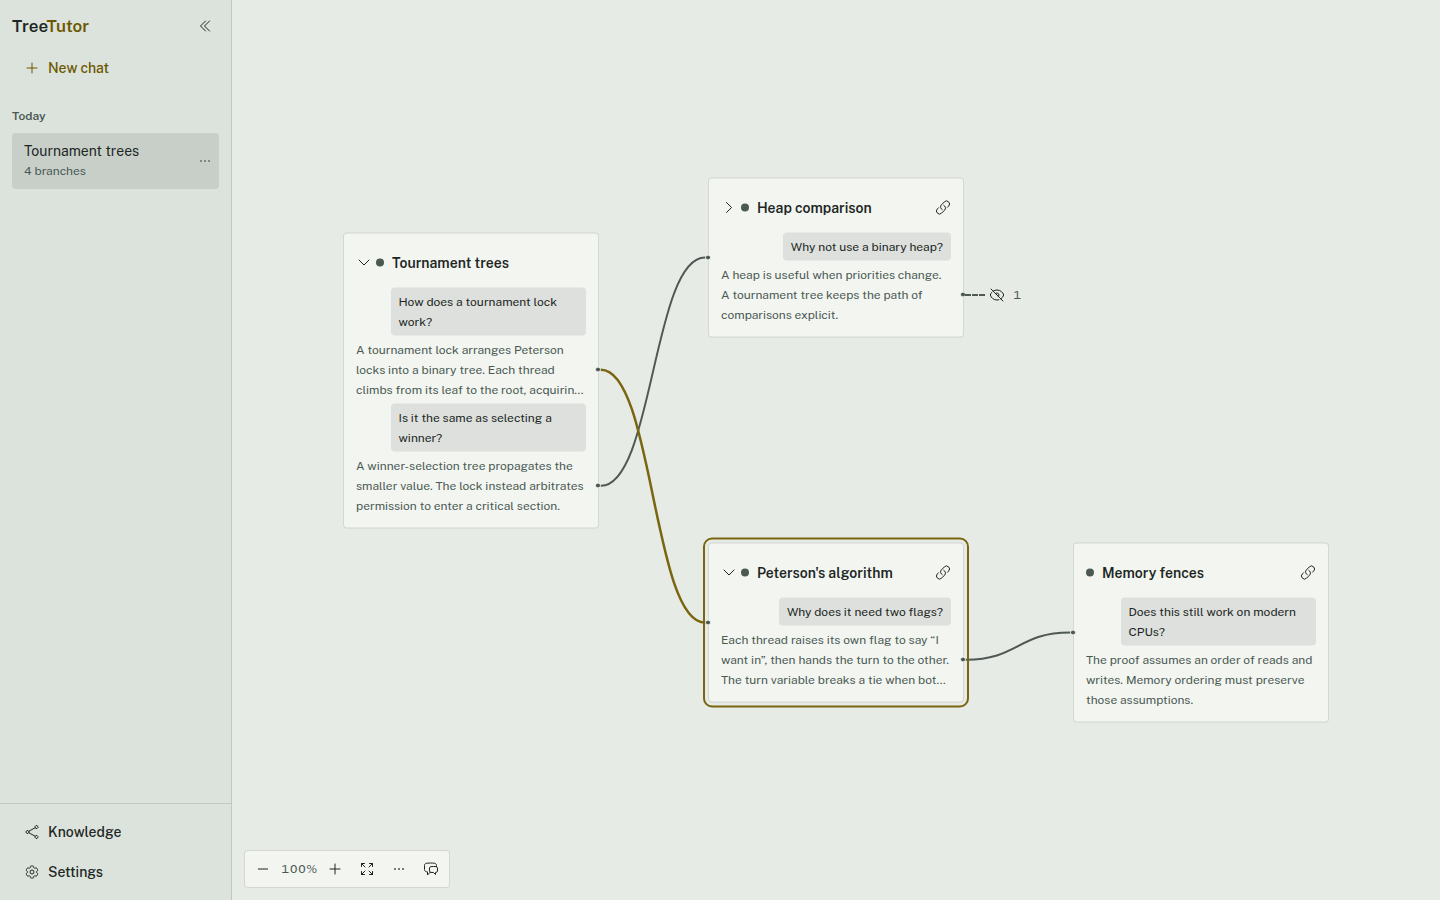 TreeTutor
New chat
Today
Tournament trees
4 branches
Knowledge
Settings
Tournament trees
How does a tournament lock
work?
A tournament lock arranges Peterson
locks into a binary tree. Each thread
climbs from its leaf to the root, acquirin...
Is it the same as selecting a
winner?
A winner-selection tree propagates the
smaller value. The lock instead arbitrates
permission to enter a critical section.
Heap comparison
Why not use a binary heap?
A heap is useful when priorities change.
A tournament tree keeps the path of
comparisons explicit.
1
Peterson's algorithm
Why does it need two flags?
Each thread raises its own flag to say “I
want in”, then hands the turn to the other.
The turn variable breaks a tie when bot...
Memory fences
Does this still work on modern
CPUs?
The proof assumes an order of reads and
writes. Memory ordering must preserve
those assumptions.
100%